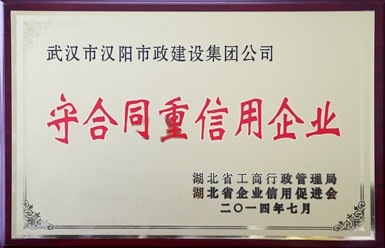 武汉市汉阳市政建设集团公司
守合同重信用企业
湖北省工商行政管理局
湖北省企业信用促进会
二〇一四年七月